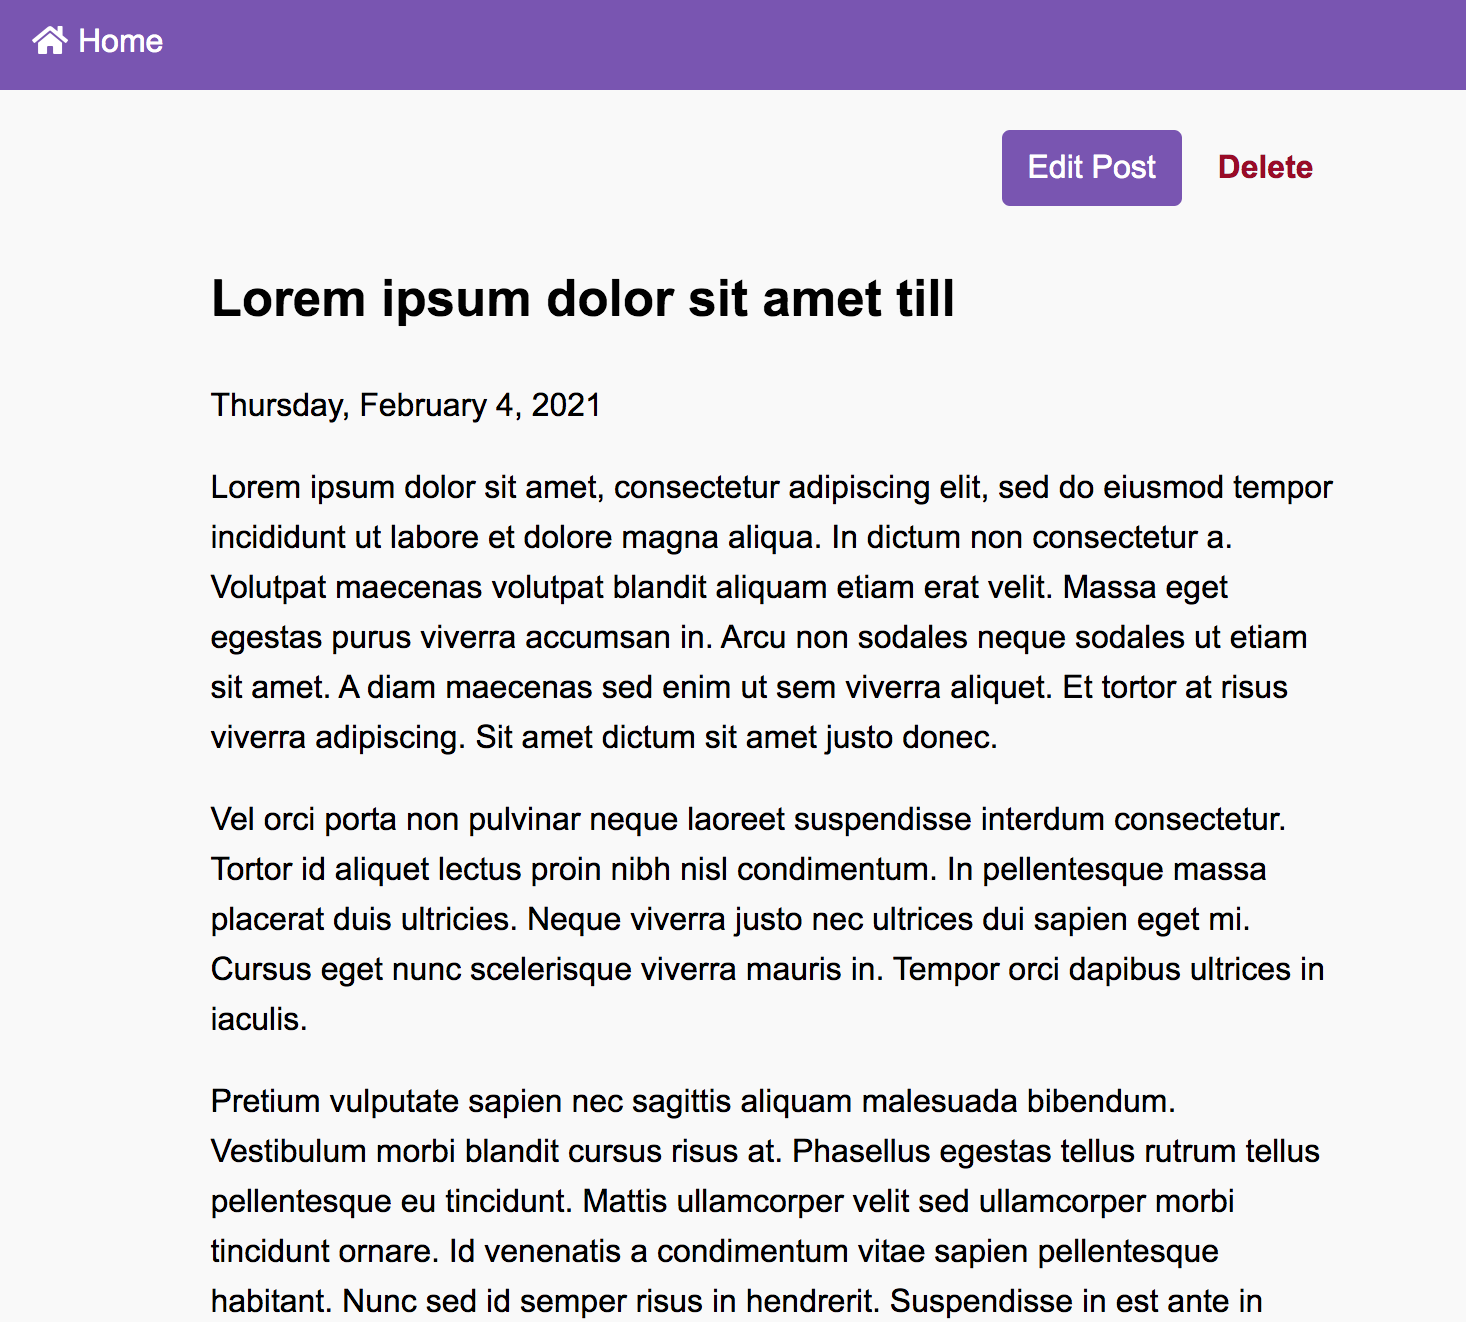 Home
Edit Post Delete
Lorem ipsum dolor sit amet till
Thursday, February 4, 2021
Lorem ipsum dolor sit amet, consectetur adipiscing elit, sed do eiusmod tempor
incididunt ut labore et dolore magna aliqua. In dictum non consectetur a.
Volutpat maecenas volutpat blandit aliquam etiam erat velit. Massa eget
egestas purus viverra accumsan in. Arcu non sodales neque sodales ut etiam
sit amet. A diam maecenas sed enim ut sem viverra aliquet. Et tortor at risus
viverra adipiscing. Sit amet dictum sit amet justo donec.
Vel orci porta non pulvinar neque laoreet suspendisse interdum consectetur.
Tortor id aliquet lectus proin nibh nisl condimentum. In pellentesque massa
placerat duis ultricies. Neque viverra justo nec ultrices dui sapien eget mi.
Cursus eget nunc scelerisque viverra mauris in. Tempor orci dapibus ultrices in
iaculis.
Pretium vulputate sapien nec sagittis aliquam malesuada bibendum.
Vestibulum morbi blandit cursus risus at. Phasellus egestas tellus rutrum tellus
pellentesque eu tincidunt. Mattis ullamcorper velit sed ullamcorper morbi
tincidunt ornare. Id venenatis a condimentum vitae sapien pellentesque
habitant. Nunc sed id semper risus in hendrerit. Suspendisse in est ante in